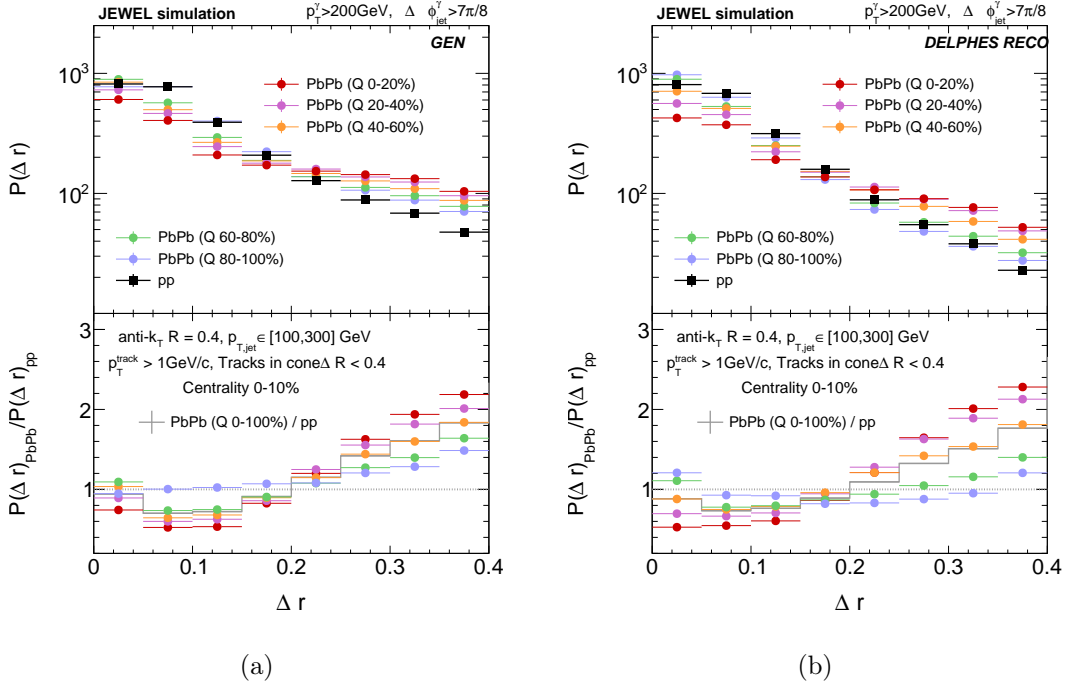 JEWEL simulation
p_T^γ>200GeV, Δ ϕ_jet^γ>7π/8
GEN
10^3
10^2
P(Δ r)
PbPb (Q 0-20%)
PbPb (Q 20-40%)
PbPb (Q 40-60%)
PbPb (Q 60-80%)
PbPb (Q 80-100%)
pp
3
2
1
P(Δ r)_PbPb/P(Δ r)_pp
anti-k_T R = 0.4, p_T,jet ∈ [100,300] GeV
p_T^track > 1GeV/c, Tracks in coneΔ R < 0.4
Centrality 0-10%
PbPb (Q 0-100%) / pp
0 0.1 0.2 0.3 0.4
Δ r
(a)
JEWEL simulation
p_T^γ>200GeV, Δ ϕ_jet^γ>7π/8
DELPHES RECO
10^3
10^2
P(Δ r)
PbPb (Q 0-20%)
PbPb (Q 20-40%)
PbPb (Q 40-60%)
PbPb (Q 60-80%)
PbPb (Q 80-100%)
pp
3
2
1
P(Δ r)_PbPb/P(Δ r)_pp
anti-k_T R = 0.4, p_T,jet ∈ [100,300] GeV
p_T^track > 1GeV/c, Tracks in coneΔ R < 0.4
Centrality 0-10%
PbPb (Q 0-100%) / pp
0 0.1 0.2 0.3 0.4
Δ r
(b)